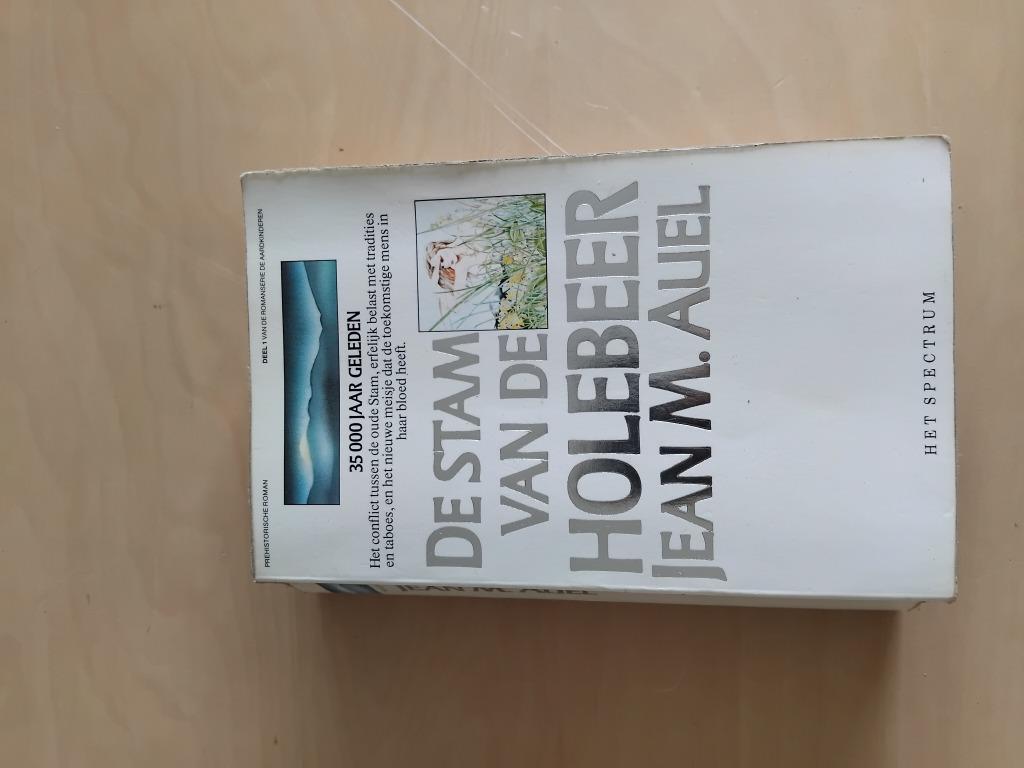 PREHISTORISCHE ROMAN
DEEL 1 VAN DE ROMANSERIE DE AARDKINDEREN
35 000 JAAR GELEDEN
Het conflict tussen de oude Stam, erfelijk belast met tradities
en taboes, en het nieuwe meisje dat de toekomstige mens in
haar bloed heeft.
DE STAM
VAN DE
HOLEBEER
JEAN M. AUEL
HET SPECTRUM
JEAN M. AUEL